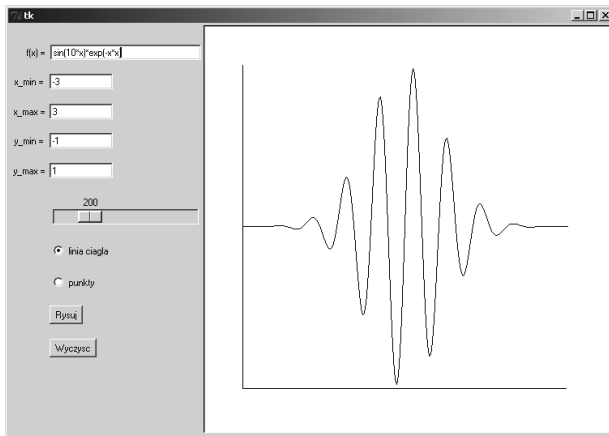 tk
f(x) = sin(10*x)*exp(-x*x
x_min = -3
x_max = 3
y_min = -1
y_max = 1
200
linia ciagla
punkty
Rysuj
Wyczysc